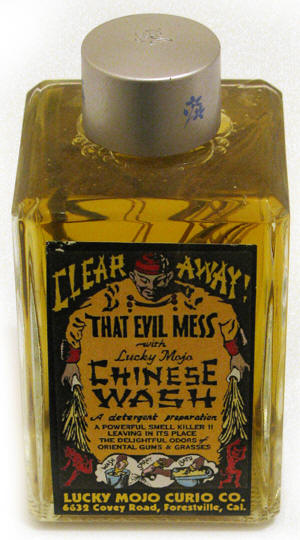 CLEAR AWAY!
THAT EVIL MESS
with
Lucky Mojo
CHINESE
WASH
A detergent preparation
A POWERFUL SMELL KILLER !!
LEAVING IN ITS PLACE
THE DELIGHTFUL ODORS of
ORIENTAL GUMS & GRASSES
LUCKY MOJO CURIO CO.
6632 Covey Road, Forestville, Cal.